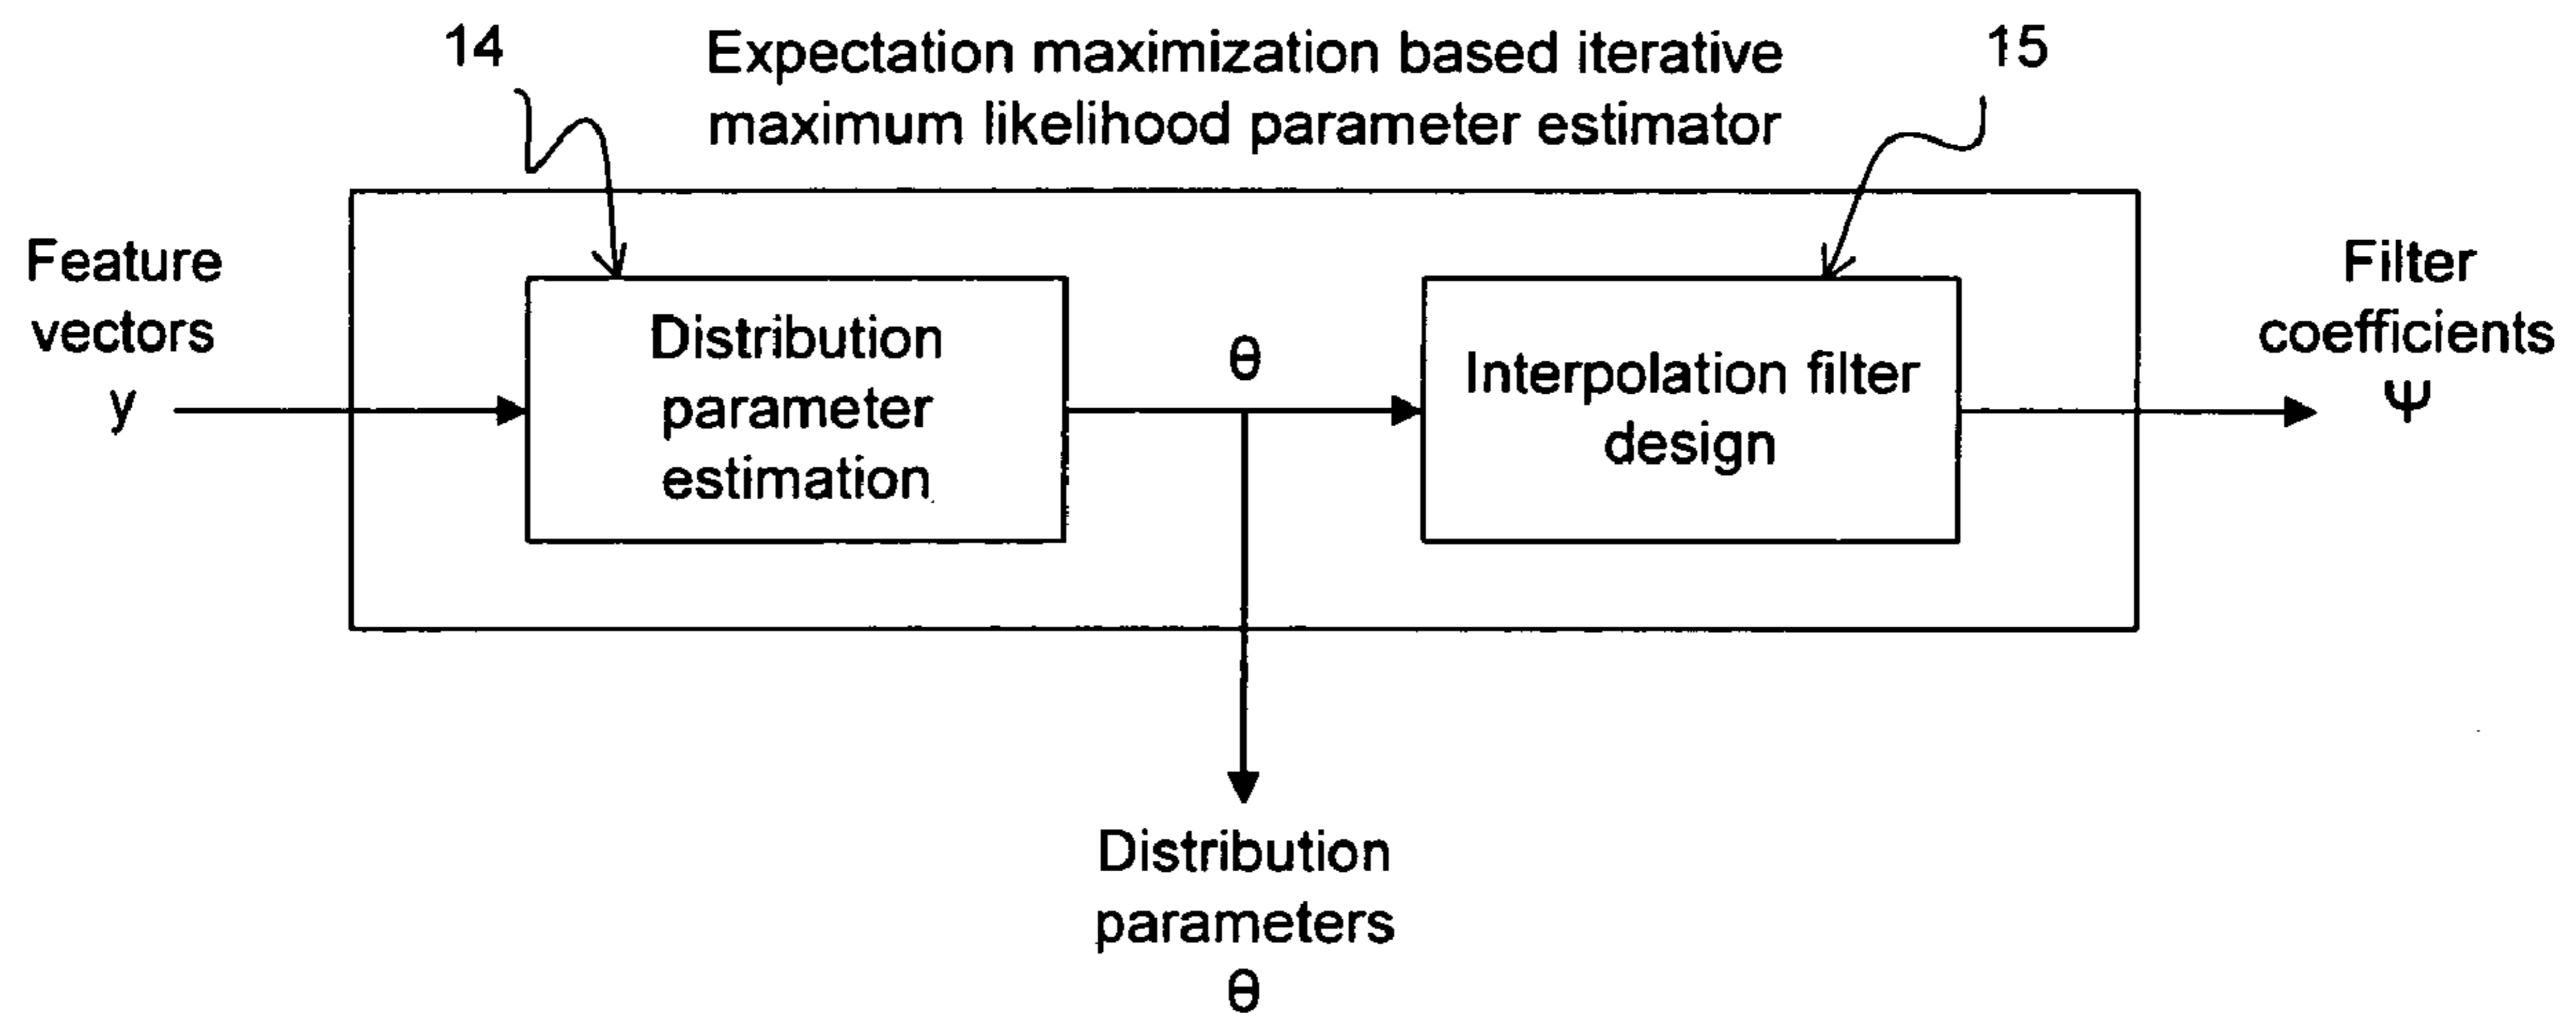 14
Expectation maximization based iterative
maximum likelihood parameter estimator
15
Feature
vectors
y
Distribution
parameter
estimation
θ
Interpolation filter
design
Filter
coefficients
Ψ
Distribution
parameters
θ